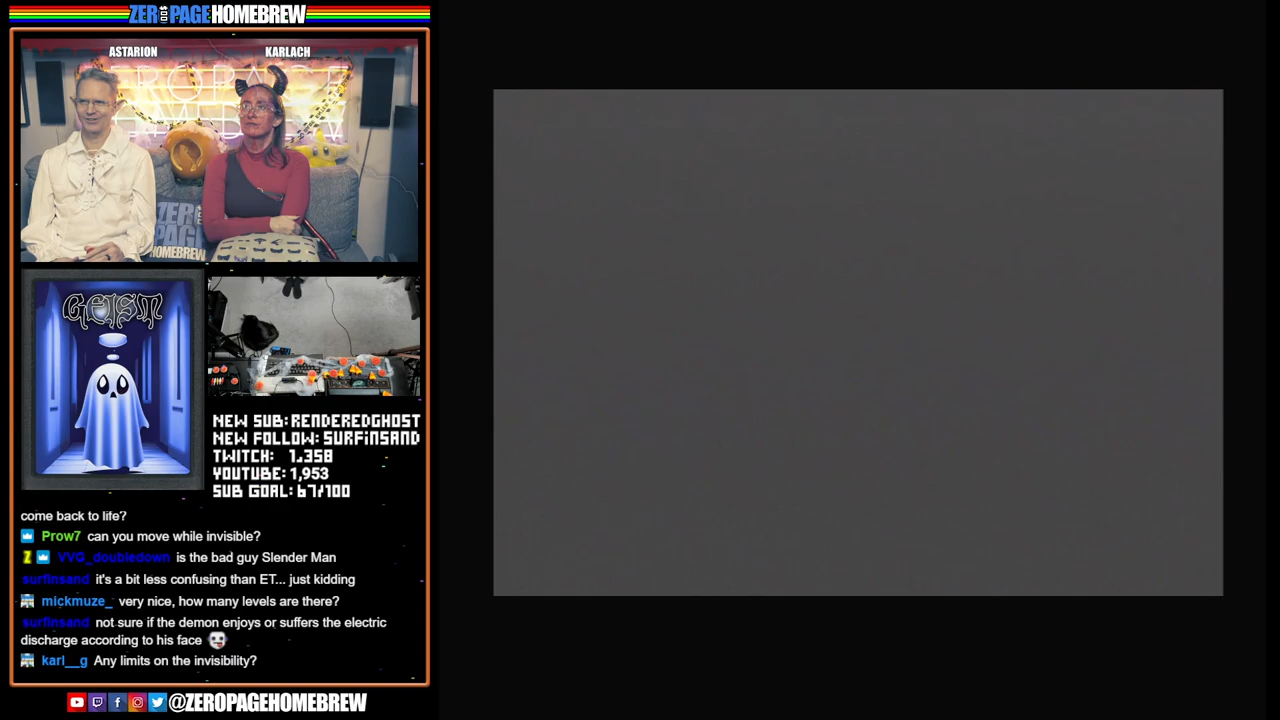 ZEROPAGE HOMEBREW
ASTARION KARLACH
GEIST
NEW SUB: RENDEREDGHOST
NEW FOLLOW: SURFINSAND
TWITCH: 1,358
YOUTUBE: 1,953
SUB GOAL: 67/100
come back to life?
Prow7 can you move while invisible?
VVG_doubledown is the bad guy Slender Man
surfinsand it's a bit less confusing than ET... just kidding
mickmuze_ very nice, how many levels are there?
surfinsand not sure if the demon enjoys or suffers the electric
discharge according to his face
karl__g Any limits on the invisibility?
@ZEROPAGEHOMEBREW